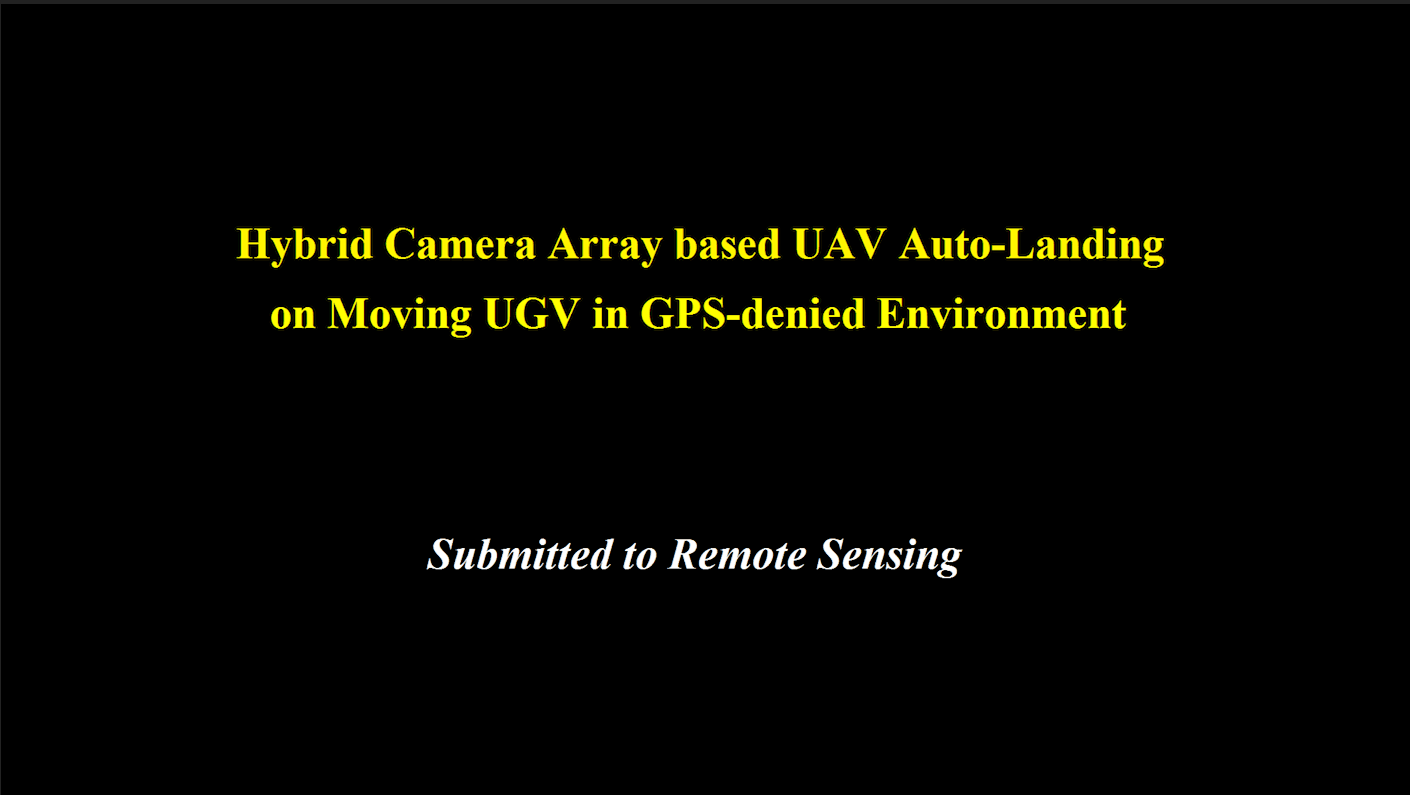 Hybrid Camera Array based UAV Auto-Landing
on Moving UGV in GPS-denied Environment
Submitted to Remote Sensing